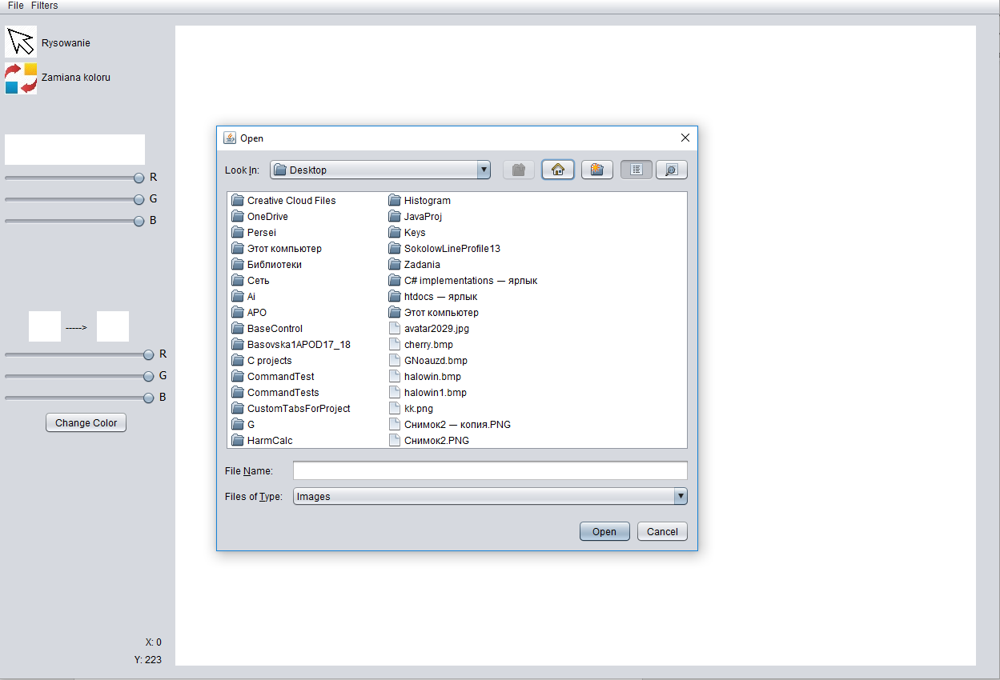 File Filters
Rysowanie
Zamiana koloru
R
G
B
----->
R
G
B
Change Color
X: 0
Y: 223
Open
Look In: Desktop
Creative Cloud Files
OneDrive
Persei
Этот компьютер
Библиотеки
Сеть
Ai
APO
BaseControl
Basovska1APOD17_18
C projects
CommandTest
CommandTests
CustomTabsForProject
G
HarmCalc
Histogram
JavaProj
Keys
SokolowLineProfile13
Zadania
C# implementations — ярлык
htdocs — ярлык
Этот компьютер
avatar2029.jpg
cherry.bmp
GNoauzd.bmp
halowin.bmp
halowin1.bmp
kk.png
Снимок2 — копия.PNG
Снимок2.PNG
File Name:
Files of Type: Images
Open Cancel